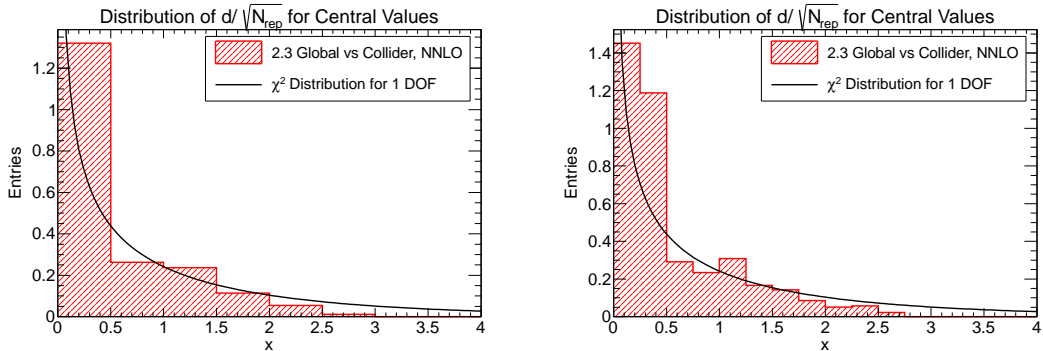 Distribution of d/ √N_rep for Central Values
2.3 Global vs Collider, NNLO
χ² Distribution for 1 DOF
Entries
1.2
1
0.8
0.6
0.4
0.2
0
0 0.5 1 1.5 2 2.5 3 3.5 4
x
Distribution of d/ √N_rep for Central Values
2.3 Global vs Collider, NNLO
χ² Distribution for 1 DOF
Entries
1.4
1.2
1
0.8
0.6
0.4
0.2
0
0 0.5 1 1.5 2 2.5 3 3.5 4
x